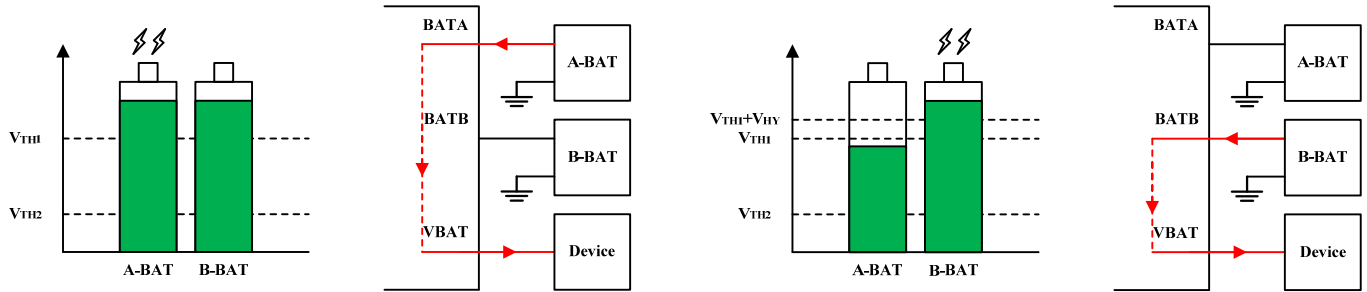 VTH1
VTH2
A-BAT
B-BAT
BATA
BATB
VBAT
A-BAT
B-BAT
Device
VTH1+VHY
VTH1
VTH2
A-BAT
B-BAT
BATA
BATB
VBAT
A-BAT
B-BAT
Device